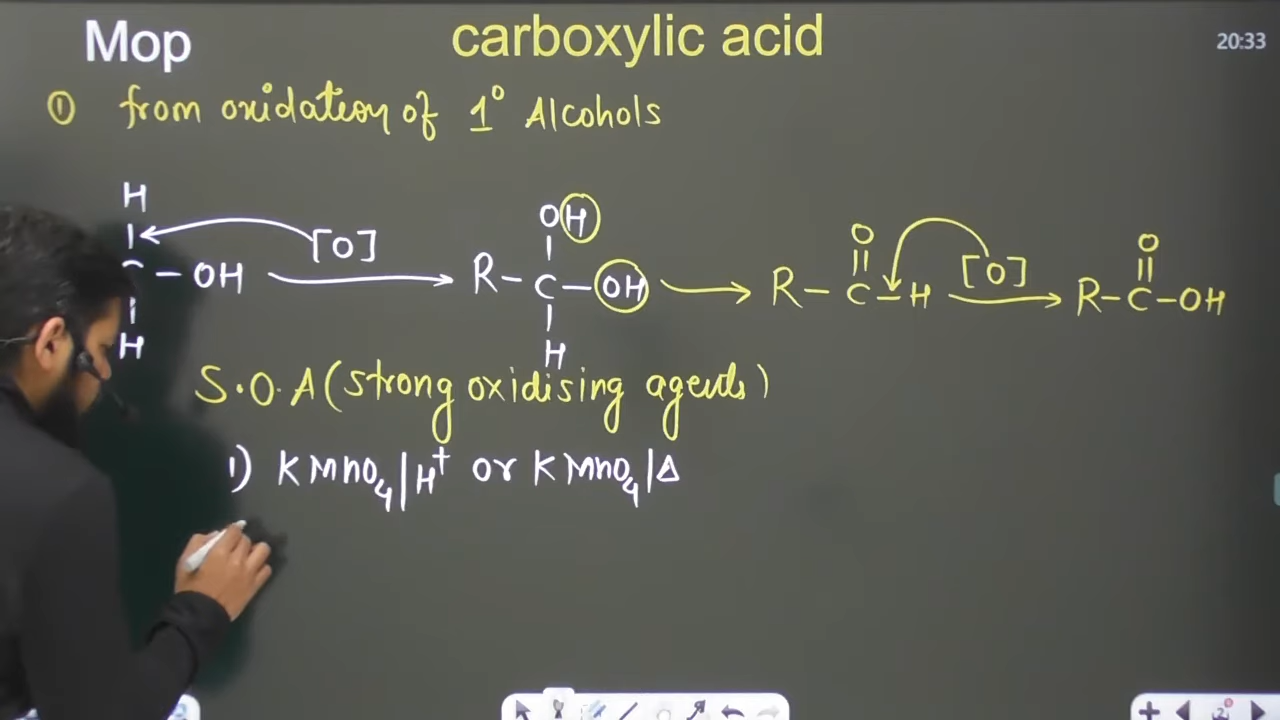 Mop carboxylic acid 20:33
① from oxidation of 1° Alcohols
H OH O O
[O] || [O] ||
C – OH R – C – OH R – C – H R – C – OH
H H
S.O.A (strong oxidising agents)
1) KMnO₄|H⁺ or KMnO₄|Δ